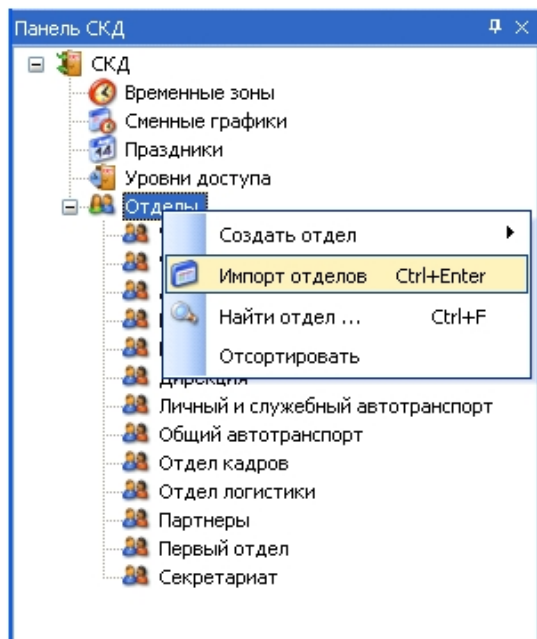 Панель СКД
СКД
Временные зоны
Сменные графики
14
Праздники
Уровни доступа
Отделы
Создать отдел
Импорт отделов Ctrl+Enter
Найти отдел ... Ctrl+F
Отсортировать
Дирекция
Личный и служебный автотранспорт
Общий автотранспорт
Отдел кадров
Отдел логистики
Партнеры
Первый отдел
Секретариат